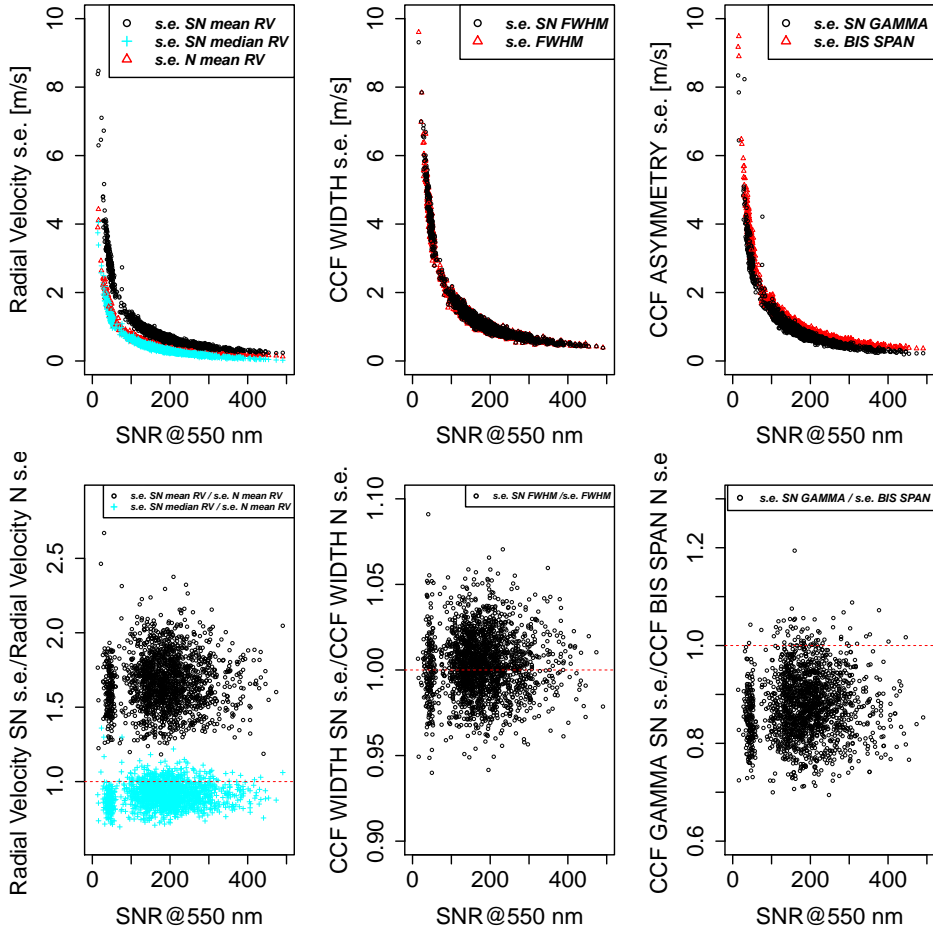 s.e. SN mean RV
s.e. SN median RV
s.e. N mean RV
Radial Velocity s.e. [m/s]
0 2 4 6 8 10
0 200 400
SNR@550 nm
s.e. SN FWHM
s.e. FWHM
CCF WIDTH s.e. [m/s]
0 2 4 6 8 10
0 200 400
SNR@550 nm
s.e. SN GAMMA
s.e. BIS SPAN
CCF ASYMMETRY s.e. [m/s]
0 2 4 6 8 10
0 200 400
SNR@550 nm
s.e. SN mean RV / s.e. N mean RV
s.e. SN median RV / s.e. N mean RV
Radial Velocity SN s.e./Radial Velocity N s.e
1.0 1.5 2.0 2.5
0 200 400
SNR@550 nm
s.e. SN FWHM /s.e. FWHM
CCF WIDTH SN s.e./CCF WIDTH N s.e.
0.90 0.95 1.00 1.05 1.10
0 200 400
SNR@550 nm
s.e. SN GAMMA / s.e. BIS SPAN
CCF GAMMA SN s.e./CCF BIS SPAN N s.e
0.6 0.8 1.0 1.2
0 200 400
SNR@550 nm